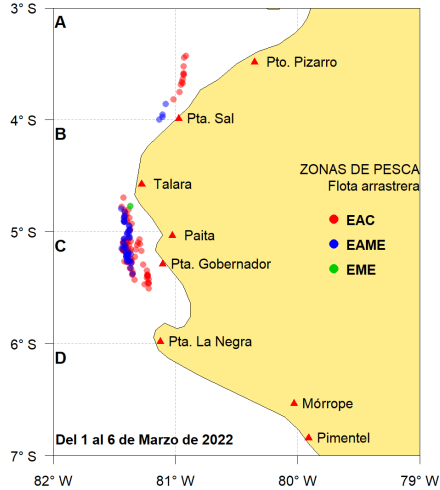 3° S
A
Pto. Pizarro
4° S
Pta. Sal
B
ZONAS DE PESCA
Flota arrastrera
Talara
EAC
5° S
Paita
EAME
C
Pta. Gobernador
EME
6° S
Pta. La Negra
D
Mórrope
Del 1 al 6 de Marzo de 2022
Pimentel
7° S
82° W
81° W
80° W
79° W